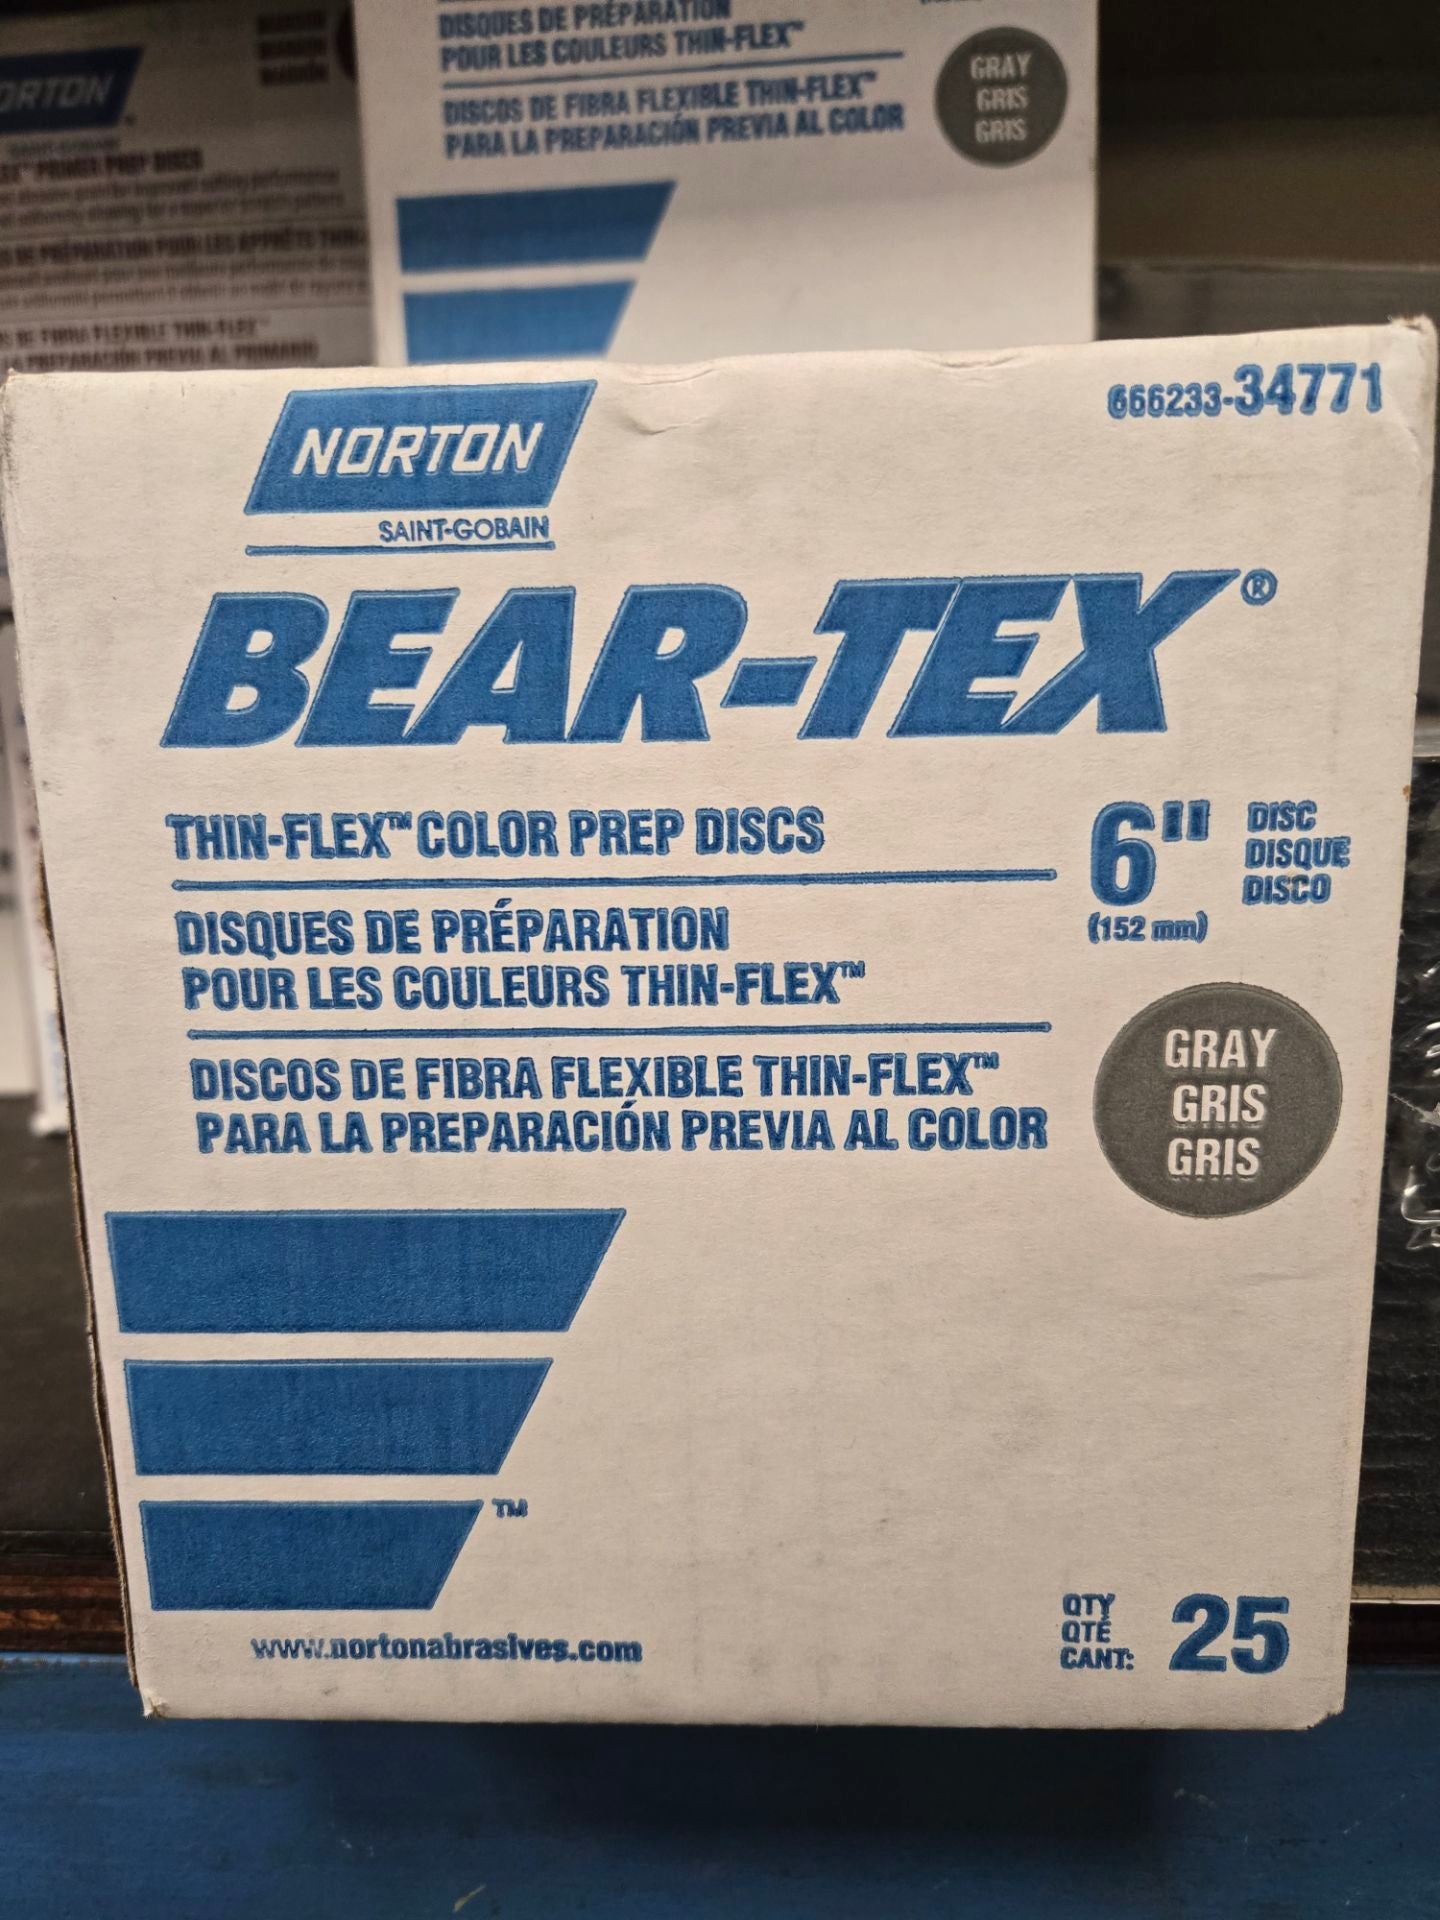 DISQUES DE PRÉPARATION
POUR LES COULEURS THIN-FLEX™
DISCOS DE FIBRA FLEXIBLE THIN-FLEX™
PARA LA PREPARACIÓN PREVIA AL COLOR
GRAY
GRIS
GRIS
NORTON
PRIMER PREP DISCS
NORTON
SAINT-GOBAIN
666233-34771
BEAR-TEX®
THIN-FLEX™ COLOR PREP DISCS
DISQUES DE PRÉPARATION
POUR LES COULEURS THIN-FLEX™
DISCOS DE FIBRA FLEXIBLE THIN-FLEX™
PARA LA PREPARACIÓN PREVIA AL COLOR
6"
(152 mm)
DISC
DISQUE
DISCO
GRAY
GRIS
GRIS
TM
www.nortonabrasives.com
QTY
QTÉ
CANT:
25